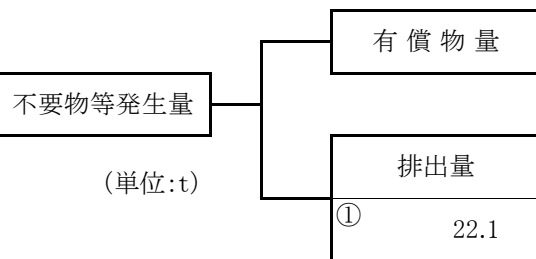 有償物量
不要物等発生量
(単位:t)
排出量
①
22.1